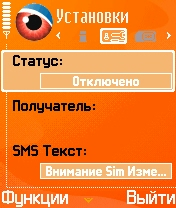 Установки
Статус:
Отключено
Получатель:
SMS Текст:
Внимание Sim Изме...
Функции Выйти